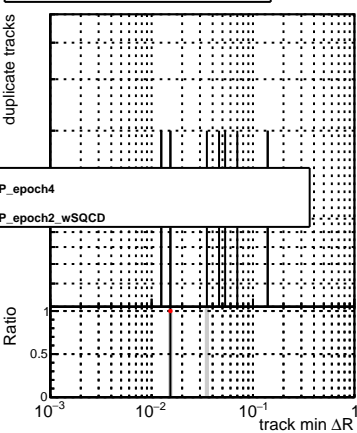 duplicate tracks
P_epoch4
P_epoch2_wSQCD
Ratio
1
0.5
0
10⁻³ 10⁻² 10⁻¹ 1
track min ΔR